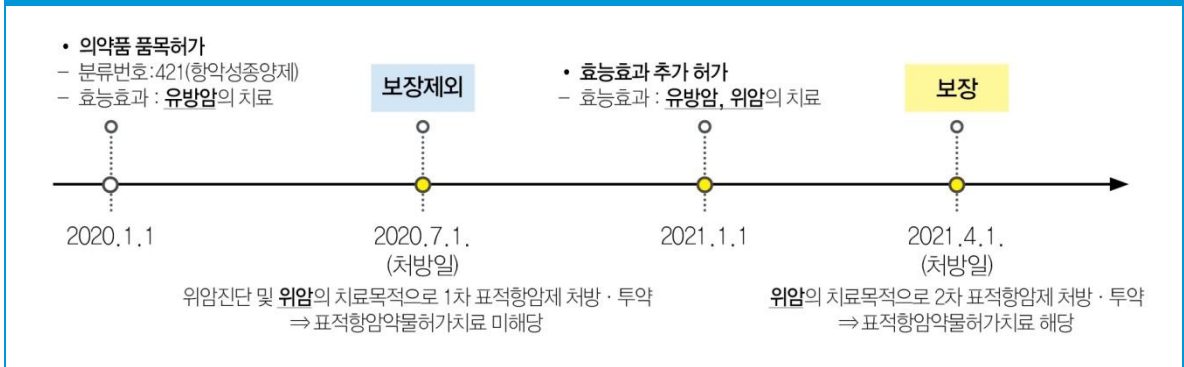 • 의약품 품목허가
– 분류번호:421(항악성종양제)
– 효능효과 : 유방암의 치료
보장제외
• 효능효과 추가 허가
– 효능효과 : 유방암, 위암의 치료
보장
2020.1.1
2020.7.1.
(처방일)
위암진단 및 위암의 치료목적으로 1차 표적항암제 처방 · 투약
⇒ 표적항암약물허가치료 미해당
2021.1.1
2021.4.1.
(처방일)
위암의 치료목적으로 2차 표적항암제 처방 · 투약
⇒ 표적항암약물허가치료 해당